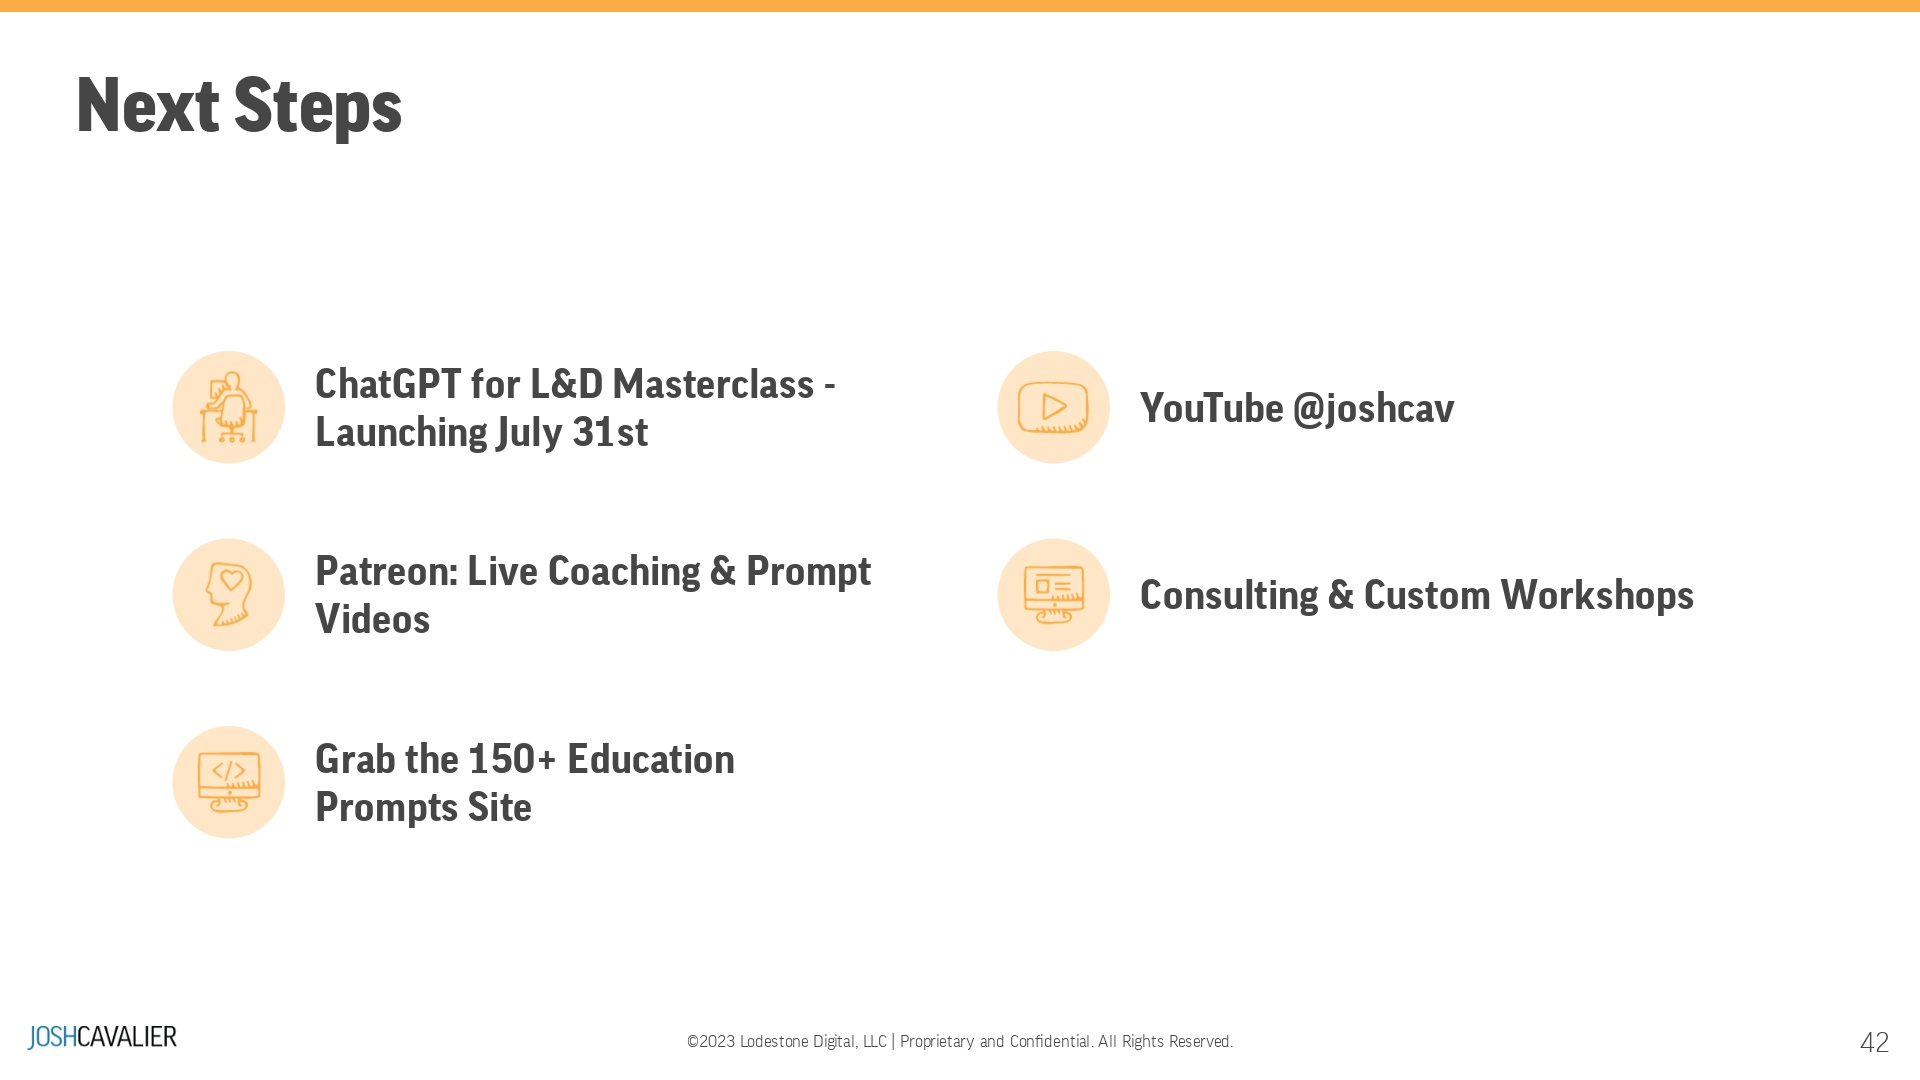 Next Steps
ChatGPT for L&D Masterclass -
Launching July 31st
Patreon: Live Coaching & Prompt
Videos
Grab the 150+ Education
Prompts Site
YouTube @joshcav
Consulting & Custom Workshops
JOSHCAVALIER
©2023 Lodestone Digital, LLC | Proprietary and Confidential. All Rights Reserved.
42